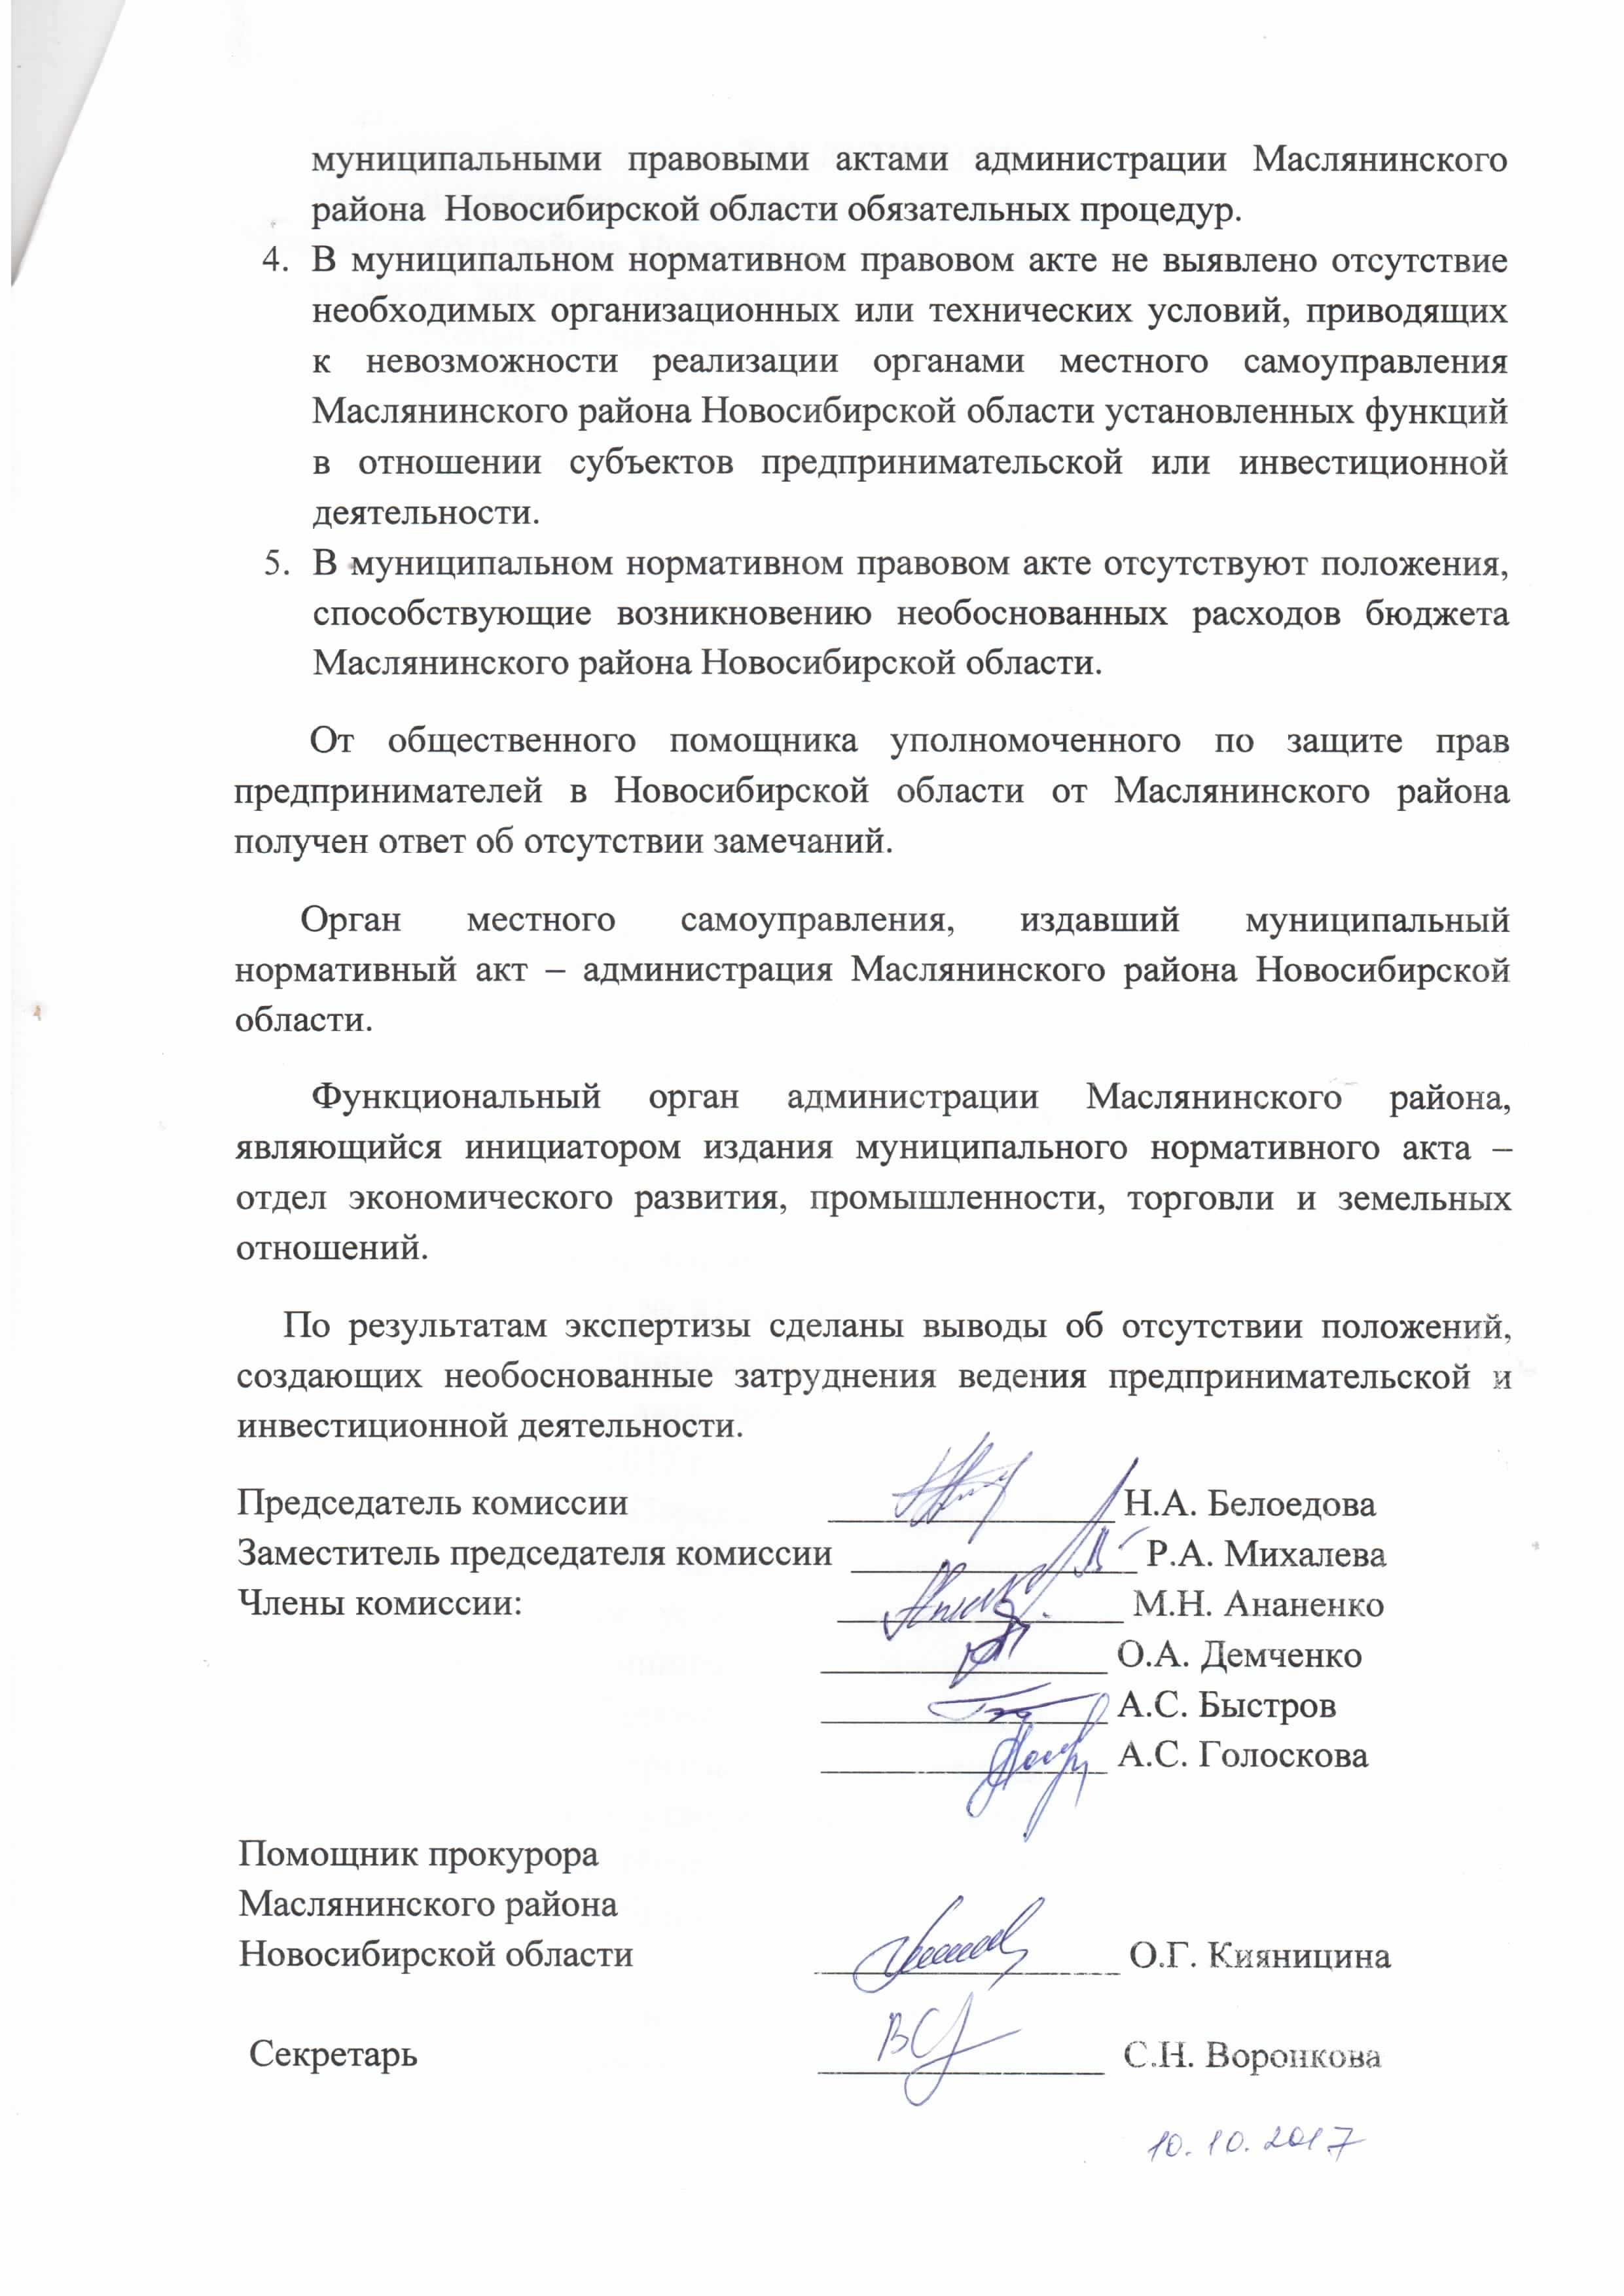 муниципальными правовыми актами администрации Маслянинского
района Новосибирской области обязательных процедур.
4. В муниципальном нормативном правовом акте не выявлено отсутствие
необходимых организационных или технических условий, приводящих
к невозможности реализации органами местного самоуправления
Маслянинского района Новосибирской области установленных функций
в отношении субъектов предпринимательской или инвестиционной
деятельности.
5. В муниципальном нормативном правовом акте отсутствуют положения,
способствующие возникновению необоснованных расходов бюджета
Маслянинского района Новосибирской области.
От общественного помощника уполномоченного по защите прав
предпринимателей в Новосибирской области от Маслянинского района
получен ответ об отсутствии замечаний.
Орган местного самоуправления, издавший муниципальный
нормативный акт – администрация Маслянинского района Новосибирской
области.
Функциональный орган администрации Маслянинского района,
являющийся инициатором издания муниципального нормативного акта –
отдел экономического развития, промышленности, торговли и земельных
отношений.
По результатам экспертизы сделаны выводы об отсутствии положений,
создающих необоснованные затруднения ведения предпринимательской и
инвестиционной деятельности.
Председатель комиссии Н.А. Белоедова
Заместитель председателя комиссии Р.А. Михалева
Члены комиссии: М.Н. Ананенко
О.А. Демченко
А.С. Быстров
А.С. Голоскова
Помощник прокурора
Маслянинского района
Новосибирской области О.Г. Кияницина
Секретарь С.Н. Воронкова
10.10.2017